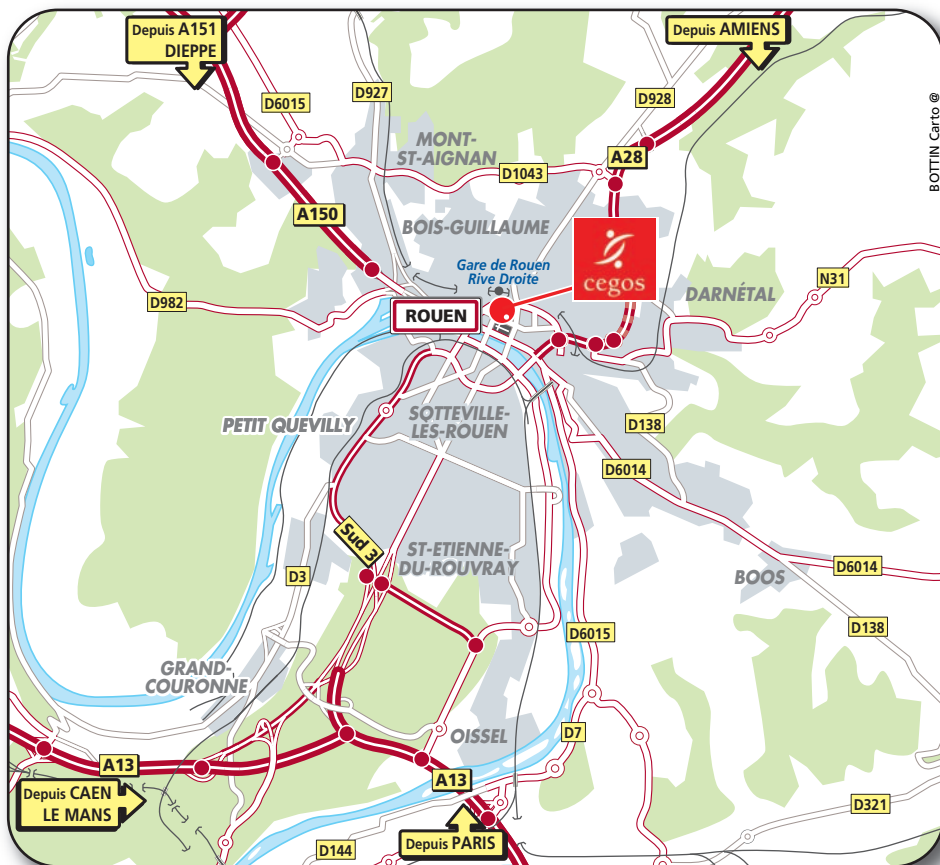 Depuis A151
DIEPPE
Depuis AMIENS
D6015
D927
D928
BOTTIN Carto @
MONT-
ST-AIGNAN
A28
D1043
A150
BOIS-GUILLAUME
Gare de Rouen
Rive Droite
cegos
DARNÉTAL
N31
D982
ROUEN
PETIT QUEVILLY
SOTTEVILLE-
LÈS-ROUEN
D138
D6014
Sud 3
ST-ETIENNE-
DU-ROUVRAY
D3
BOOS
D6014
D6015
D138
GRAND-
COURONNE
OISSEL
D7
A13
A13
Depuis CAEN
LE MANS
D321
Depuis PARIS
D144